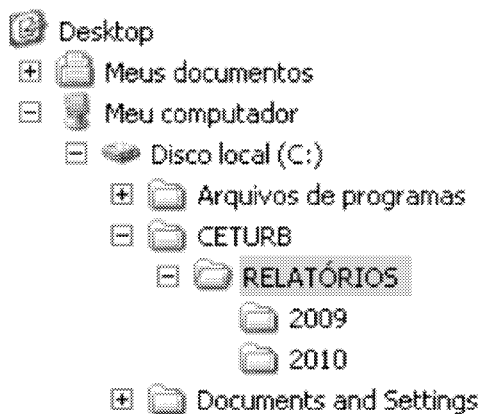 Desktop
Meus documentos
Meu computador
Disco local (C:)
Arquivos de programas
CETURB
RELATÓRIOS
2009
2010
Documents and Settings